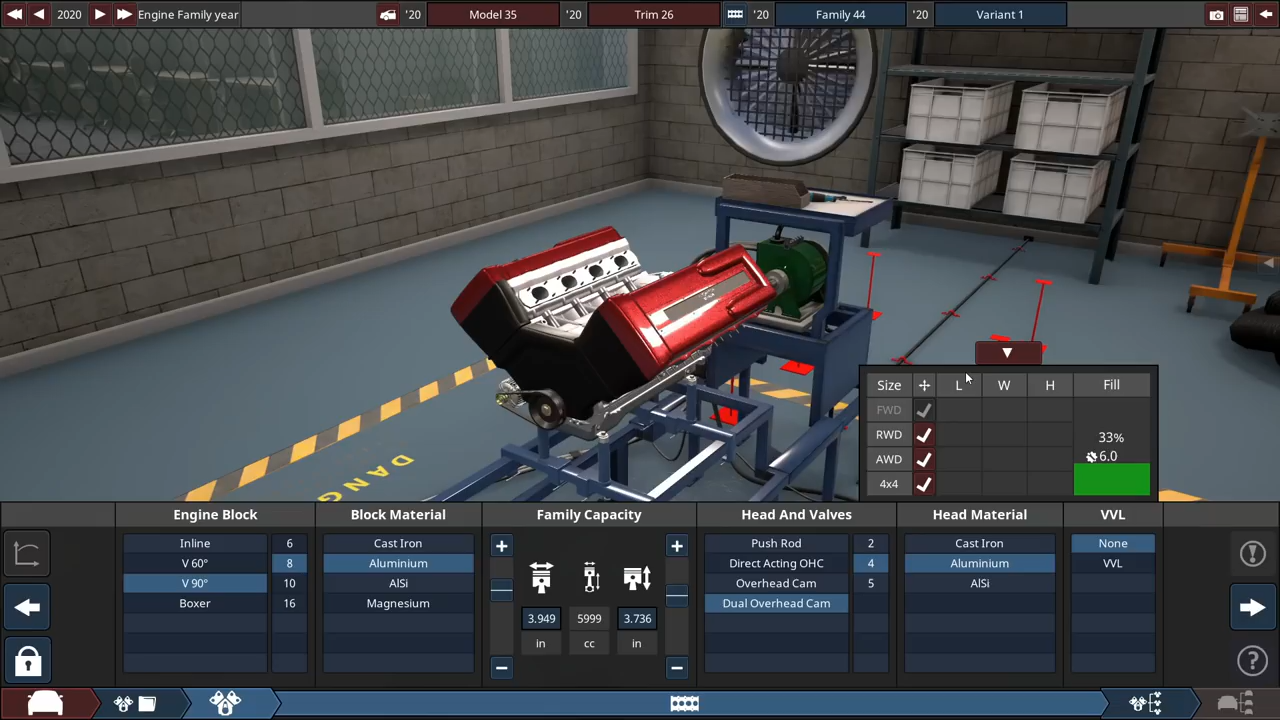 2020 Engine Family year '20 Model 35 '20 Trim 26 '20 Family 44 '20 Variant 1
DANG
Size L W H Fill
FWD
RWD
AWD
4x4
33%
6.0
Engine Block
Inline 6
V 60° 8
V 90° 10
Boxer 16
Block Material
Cast Iron
Aluminium
AlSi
Magnesium
Family Capacity
3.949 5999 3.736
in cc in
Head And Valves
Push Rod 2
Direct Acting OHC 4
Overhead Cam 5
Dual Overhead Cam
Head Material
Cast Iron
Aluminium
AlSi
VVL
None
VVL